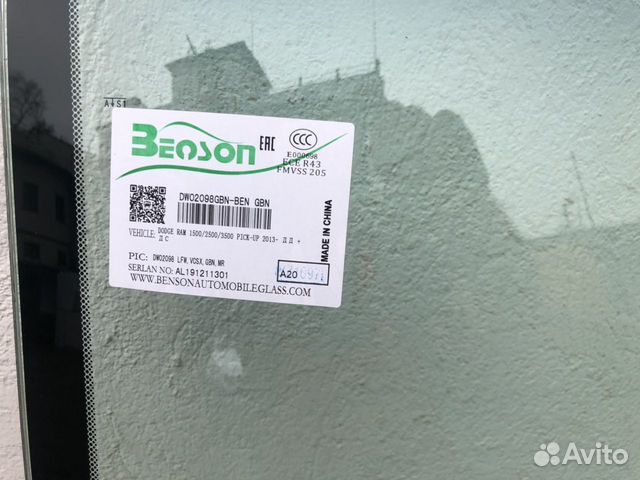 A↔S1
BENSON
EAC
CCC
E000698
ECE R43
FMVSS 205
DW02098GBN-BEN GBN
VEHICLE: DODGE RAM 1500/2500/3500 PICK-UP 2013- ДД +
ДС
MADE IN CHINA
PIC: DW02098 LFW,VCSX,GBN,MR
SERLAN NO: AL191211301
A20
WWW.BENSONAUTOMOBILEGLASS.COM
Avito